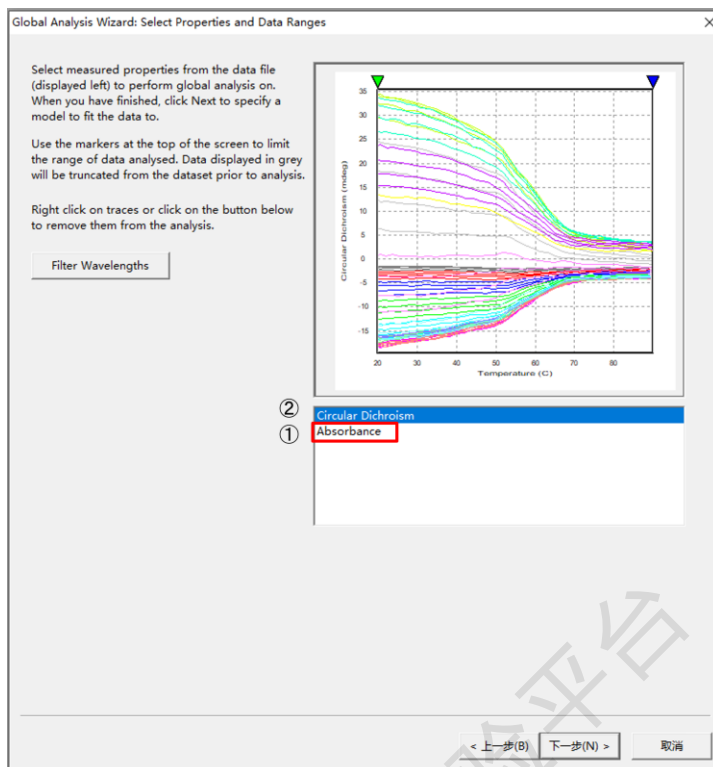 Global Analysis Wizard: Select Properties and Data Ranges
Select measured properties from the data file
(displayed left) to perform global analysis on.
When you have finished, click Next to specify a
model to fit the data to.
Use the markers at the top of the screen to limit
the range of data analysed. Data displayed in grey
will be truncated from the dataset prior to analysis.
Right click on traces or click on the button below
to remove them from the analysis.
Filter Wavelengths
Circular Dichroism (mdeg)
35
30
25
20
15
10
5
0
-5
-10
-15
20 30 40 50 60 70 80
Temperature (C)
② Circular Dichroism
① Absorbance
< 上一步(B) 下一步(N) > 取消
验平台